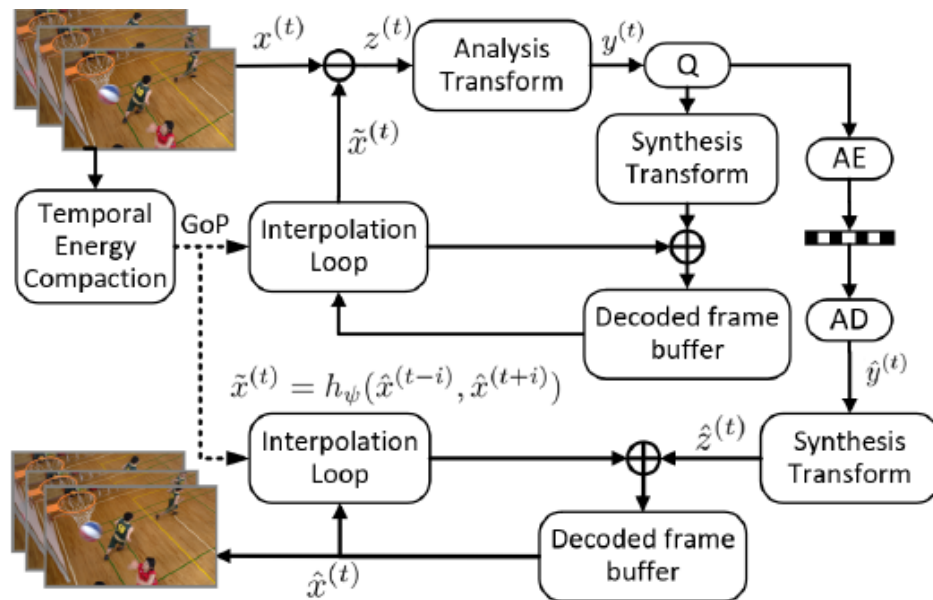 x^{(t)}
z^{(t)}
Analysis
Transform
y^{(t)}
Q
x̃^{(t)}
Synthesis
Transform
AE
Temporal
Energy
Compaction
GoP
Interpolation
Loop
Decoded frame
buffer
AD
ŷ^{(t)}
x̃^{(t)} = h_ψ(x̂^{(t−i)}, x̂^{(t+i)})
Interpolation
Loop
ẑ^{(t)}
Synthesis
Transform
Decoded frame
buffer
x̂^{(t)}